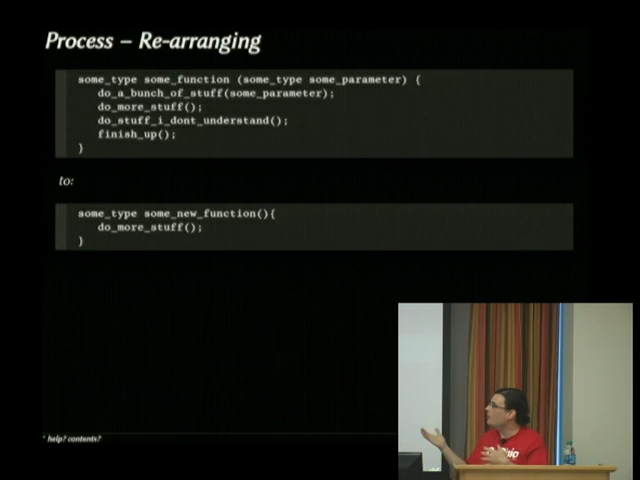 Process – Re-arranging
some_type some_function (some_type some_parameter) {
do_a_bunch_of_stuff(some_parameter);
do_more_stuff();
do_stuff_i_dont_understand();
finish_up();
}
to:
some_type some_new_function(){
do_more_stuff();
}
* help? contents?